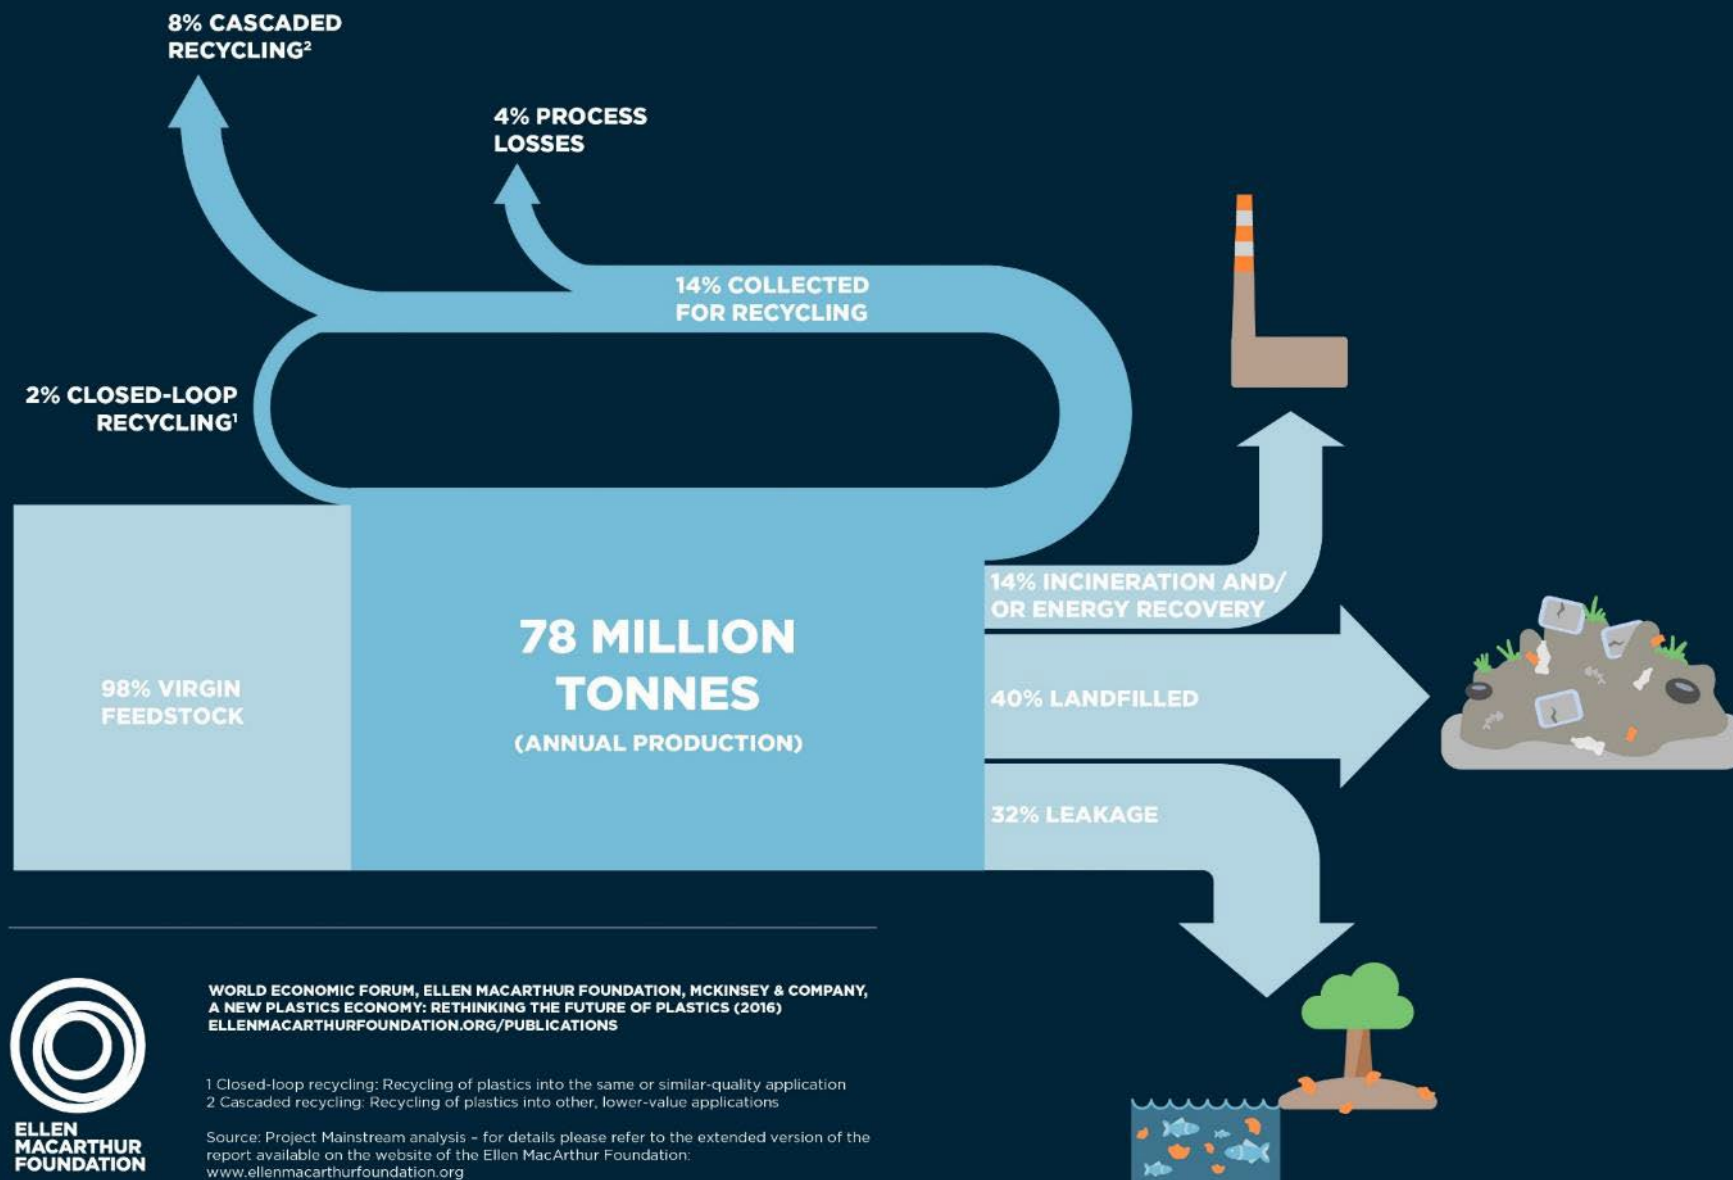 8% CASCADED
RECYCLING²
4% PROCESS
LOSSES
14% COLLECTED
FOR RECYCLING
2% CLOSED-LOOP
RECYCLING¹
14% INCINERATION AND/
OR ENERGY RECOVERY
78 MILLION
TONNES
(ANNUAL PRODUCTION)
98% VIRGIN
FEEDSTOCK
40% LANDFILLED
32% LEAKAGE
WORLD ECONOMIC FORUM, ELLEN MACARTHUR FOUNDATION, MCKINSEY & COMPANY,
A NEW PLASTICS ECONOMY: RETHINKING THE FUTURE OF PLASTICS (2016)
ELLENMACARTHURFOUNDATION.ORG/PUBLICATIONS
1 Closed-loop recycling: Recycling of plastics into the same or similar-quality application
2 Cascaded recycling: Recycling of plastics into other, lower-value applications
Source: Project Mainstream analysis – for details please refer to the extended version of the
report available on the website of the Ellen MacArthur Foundation:
www.ellenmacarthurfoundation.org
ELLEN
MACARTHUR
FOUNDATION